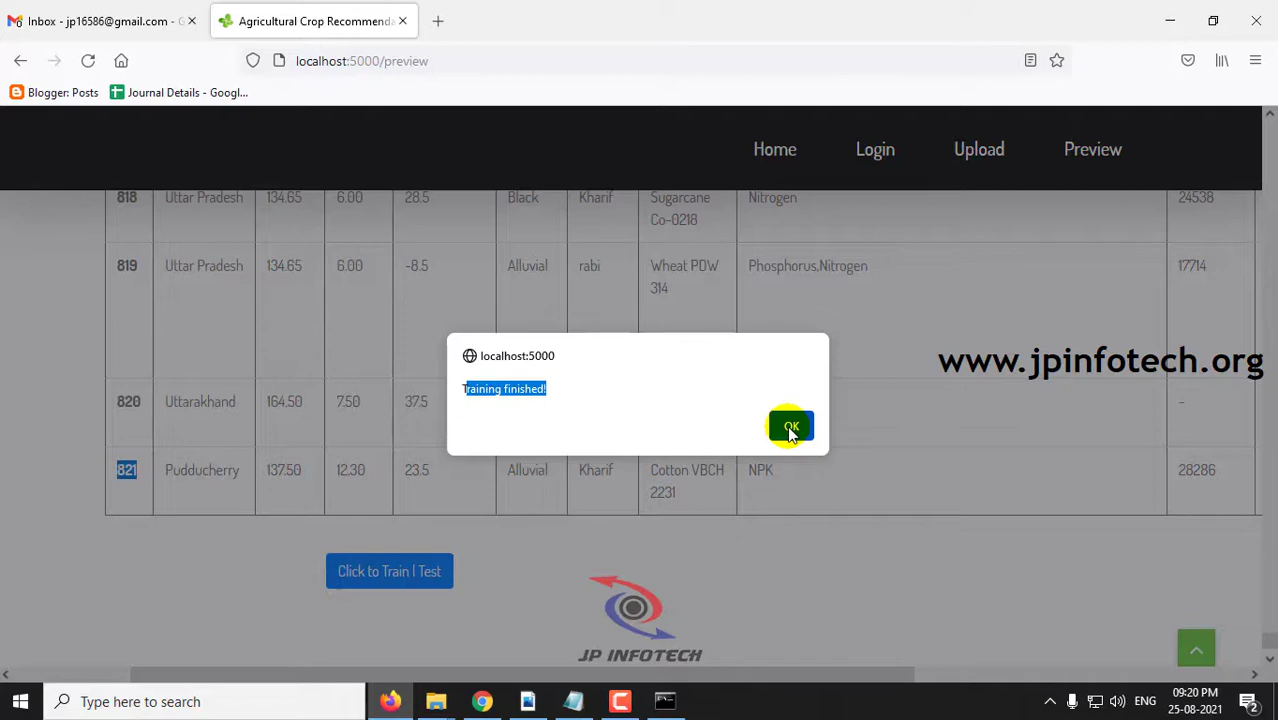 Inbox - jp16586@gmail.com - G
Agricultural Crop Recommenda
localhost:5000/preview
Blogger: Posts
Journal Details - Googl...
Home Login Upload Preview
818 Uttar Pradesh 134.65 6.00 28.5 Black Kharif Sugarcane Nitrogen 24538
Co-0218
819 Uttar Pradesh 134.65 6.00 -8.5 Alluvial rabi Wheat PDW Phosphorus,Nitrogen 17714
314
localhost:5000
Training finished!
OK
www.jpinfotech.org
820 Uttarakhand 164.50 7.50 37.5 -
821 Pudducherry 137.50 12.30 23.5 Alluvial Kharif Cotton VBCH NPK 28286
2231
Click to Train | Test
JP INFOTECH
Type here to search
ENG
09:20 PM
25-08-2021
2